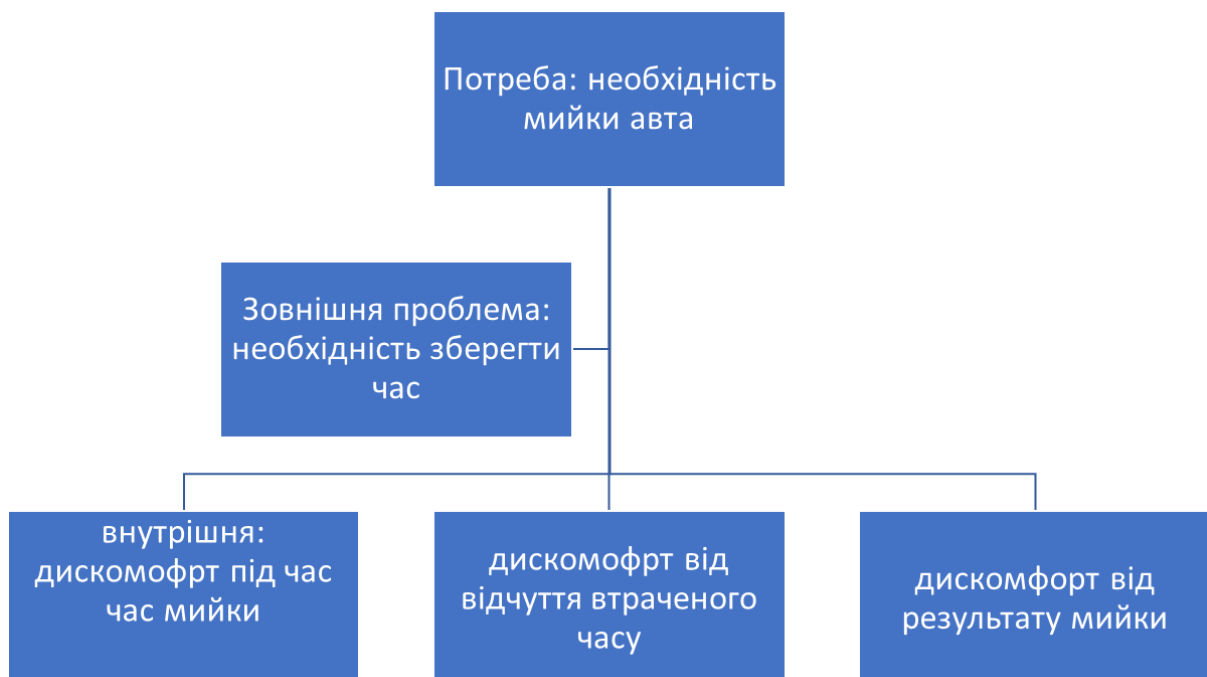 Потреба: необхідність
мийки авта
Зовнішня проблема:
необхідність зберегти
час
внутрішня:
дискомофрт під час
час мийки
дискомофрт від
відчуття втраченого
часу
дискомфорт від
результату мийки